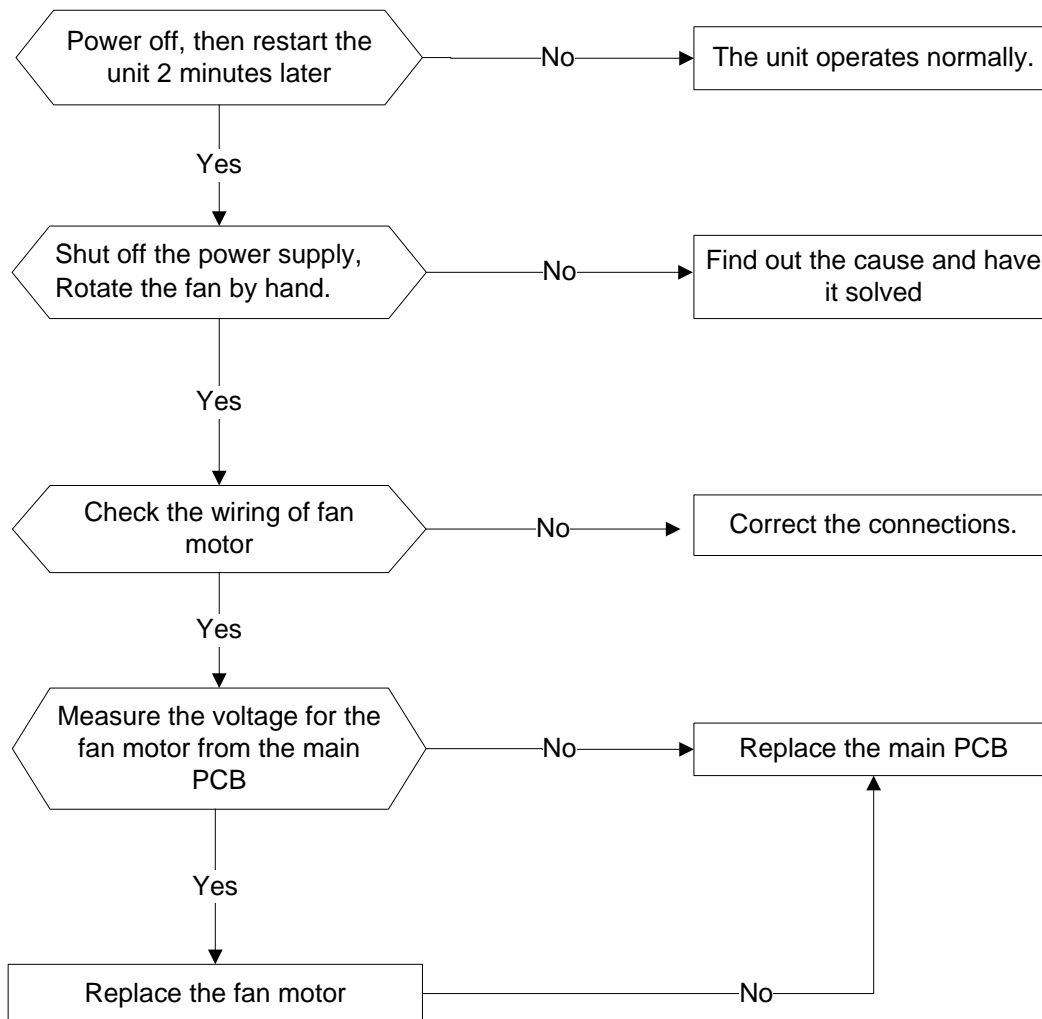 Power off, then restart the
unit 2 minutes later
No
The unit operates normally.
Yes
Shut off the power supply,
Rotate the fan by hand.
No
Find out the cause and have
it solved
Yes
Check the wiring of fan
motor
No
Correct the connections.
Yes
Measure the voltage for the
fan motor from the main
PCB
No
Replace the main PCB
Yes
Replace the fan motor
No